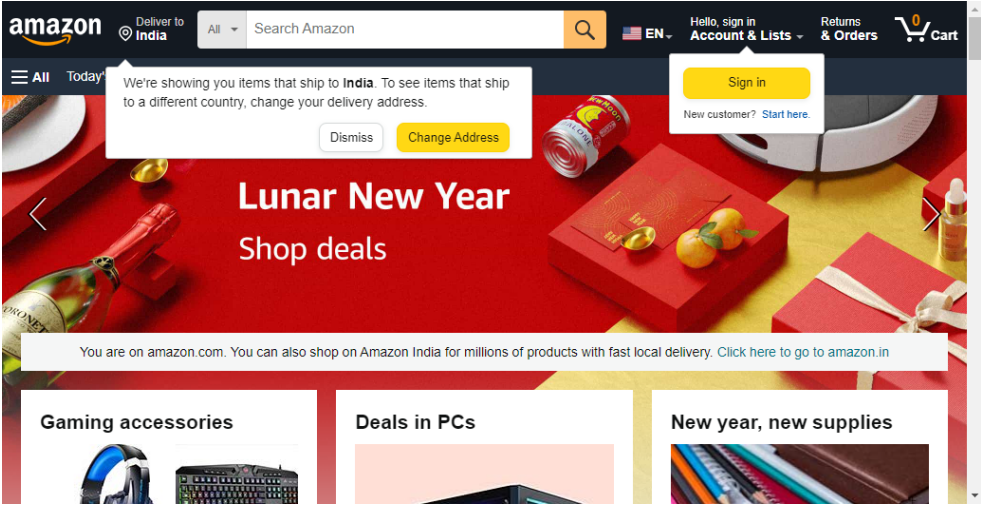 amazon
Deliver to
India
All
Search Amazon
EN
Hello, sign in
Account & Lists
Returns
& Orders
0
Cart
All
Today'
We're showing you items that ship to India. To see items that ship
to a different country, change your delivery address.
Dismiss
Change Address
Sign in
New customer? Start here.
Lunar New Year
Shop deals
You are on amazon.com. You can also shop on Amazon India for millions of products with fast local delivery. Click here to go to amazon.in
Gaming accessories
Deals in PCs
New year, new supplies